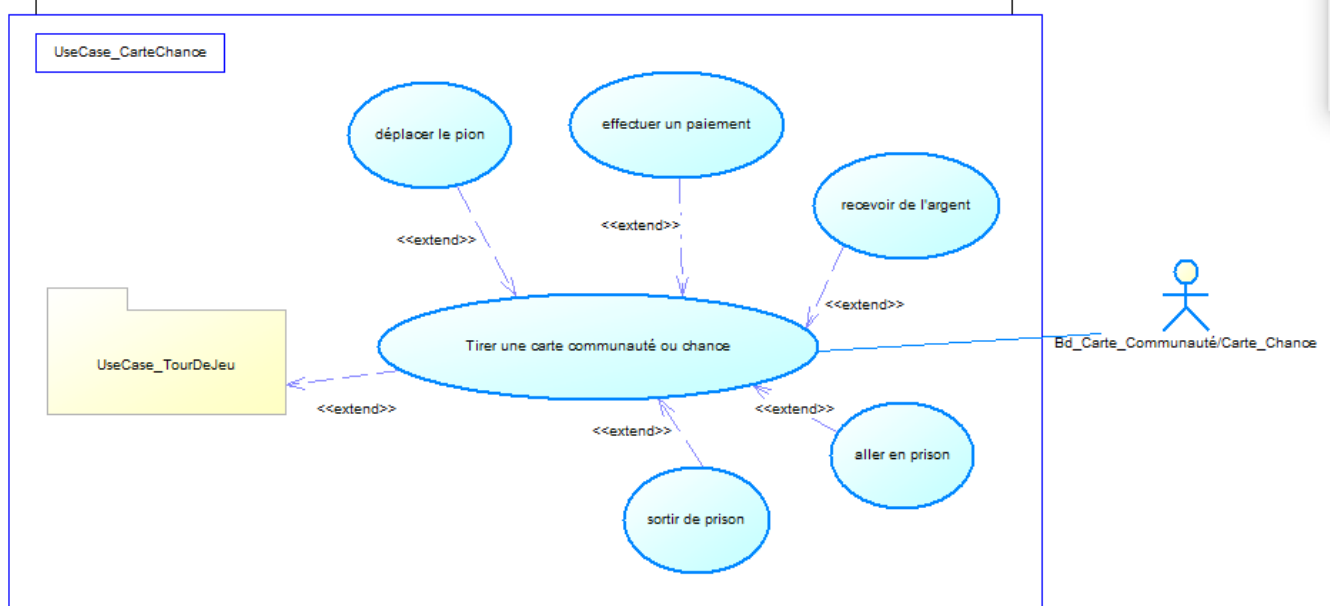 UseCase_CarteChance
déplacer le pion
effectuer un paiement
recevoir de l'argent
<<extend>>
<<extend>>
<<extend>>
Tirer une carte communauté ou chance
Bd_Carte_Communauté/Carte_Chance
UseCase_TourDeJeu
<<extend>>
<<extend>>
<<extend>>
aller en prison
sortir de prison